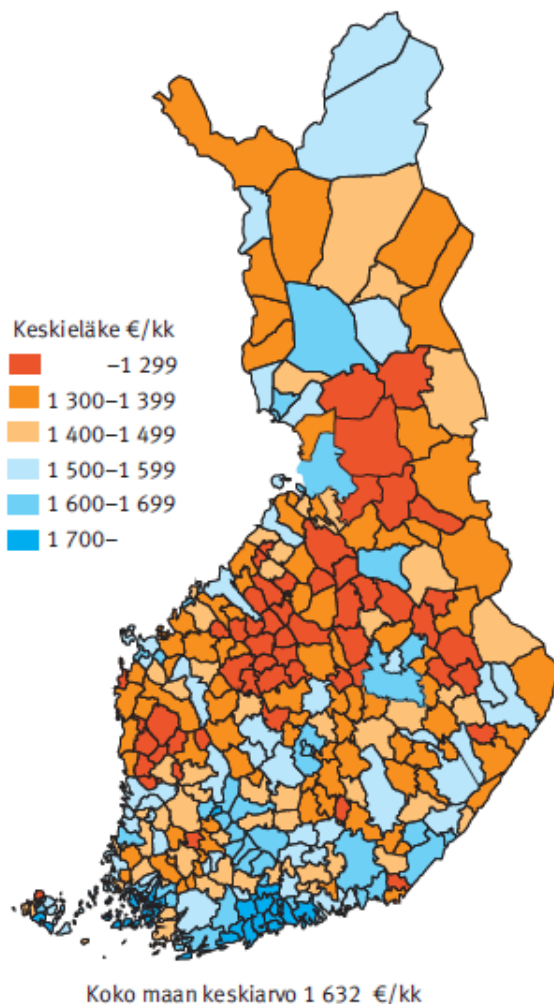 Keskieläke €/kk
–1 299
1 300–1 399
1 400–1 499
1 500–1 599
1 600–1 699
1 700–
Koko maan keskiarvo 1 632 €/kk